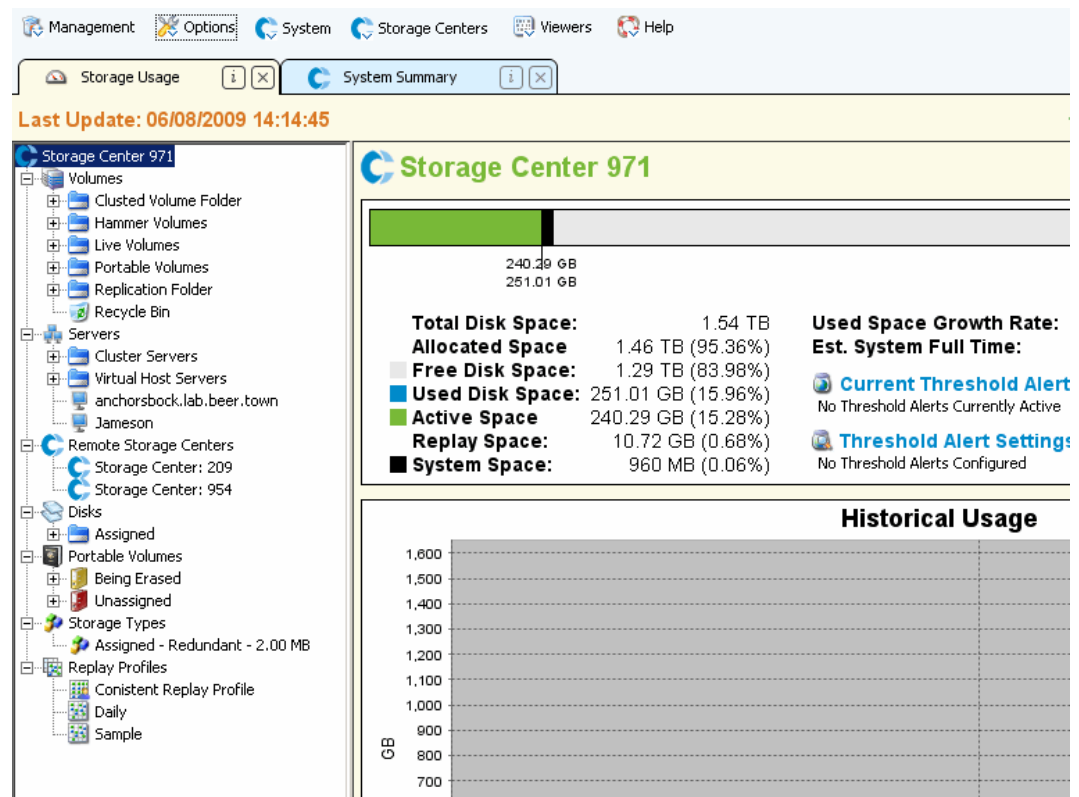 Management Options System Storage Centers Viewers Help
Storage Usage i System Summary i
Last Update: 06/08/2009 14:14:45
Storage Center 971
Volumes
Clusted Volume Folder
Hammer Volumes
Live Volumes
Portable Volumes
Replication Folder
Recycle Bin
Servers
Cluster Servers
Virtual Host Servers
anchorsbock.lab.beer.town
Jameson
Remote Storage Centers
Storage Center: 209
Storage Center: 954
Disks
Assigned
Portable Volumes
Being Erased
Unassigned
Storage Types
Assigned - Redundant - 2.00 MB
Replay Profiles
Conistent Replay Profile
Daily
Sample
Storage Center 971
240.29 GB
251.01 GB
Total Disk Space: 1.54 TB
Allocated Space 1.46 TB (95.36%)
Free Disk Space: 1.29 TB (83.98%)
Used Disk Space: 251.01 GB (15.96%)
Active Space 240.29 GB (15.28%)
Replay Space: 10.72 GB (0.68%)
System Space: 960 MB (0.06%)
Used Space Growth Rate:
Est. System Full Time:
Current Threshold Alert
No Threshold Alerts Currently Active
Threshold Alert Settings
No Threshold Alerts Configured
Historical Usage
1,600
1,500
1,400
1,300
1,200
1,100
1,000
900
800
700
GB